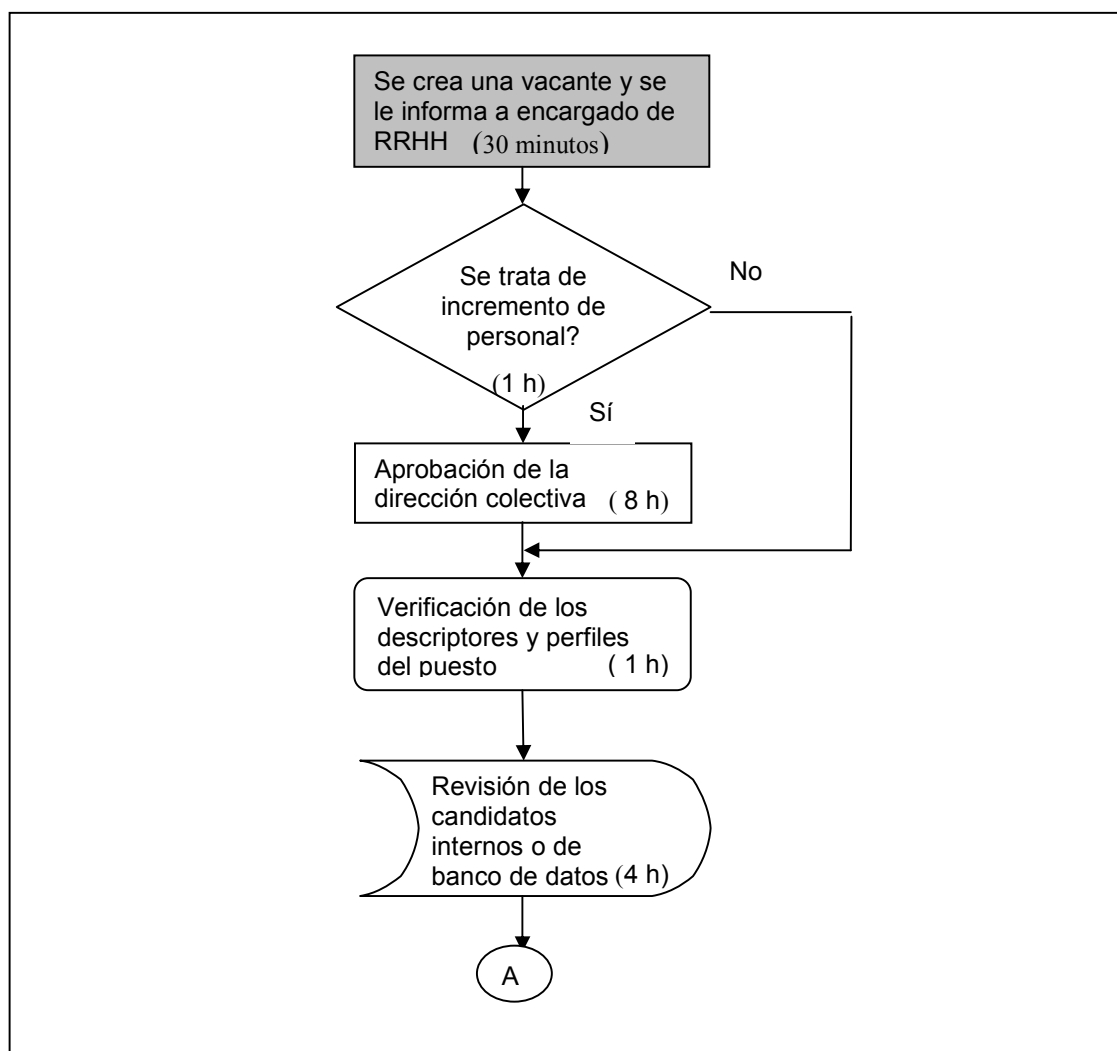 Se crea una vacante y se
le informa a encargado de
RRHH (30 minutos)
Se trata de
incremento de
personal?
(1 h)
No
Sí
Aprobación de la
dirección colectiva ( 8 h)
Verificación de los
descriptores y perfiles
del puesto ( 1 h)
Revisión de los
candidatos
internos o de
banco de datos (4 h)
A